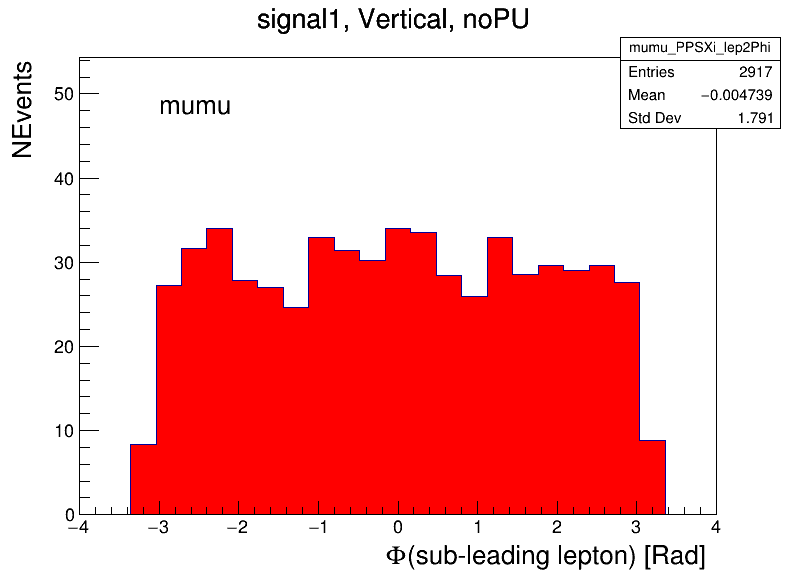 signal1, Vertical, noPU
mumu_PPSXi_lep2Phi
Entries 2917
Mean −0.004739
Std Dev 1.791
NEvents
mumu
50
40
30
20
10
0
−4 −3 −2 −1 0 1 2 3 4
Φ(sub-leading lepton) [Rad]